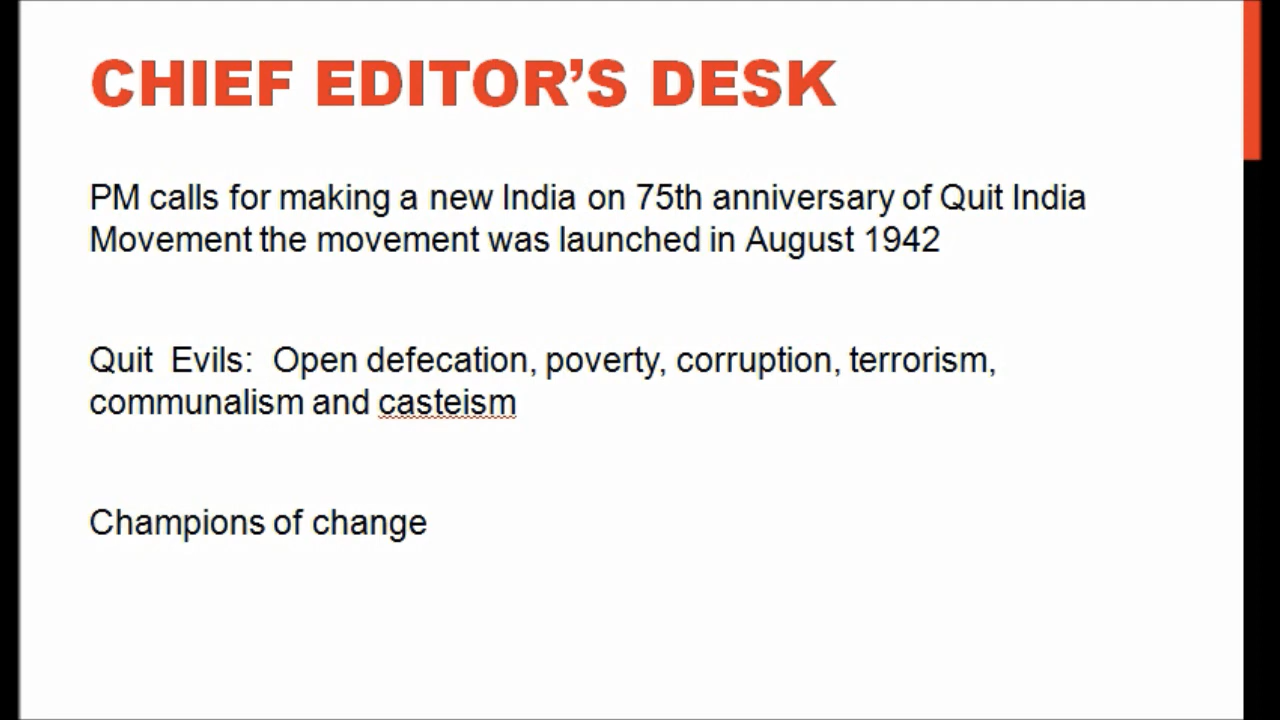 CHIEF EDITOR’S DESK
PM calls for making a new India on 75th anniversary of Quit India
Movement the movement was launched in August 1942
Quit  Evils:  Open defecation, poverty, corruption, terrorism,
communalism and casteism
Champions of change